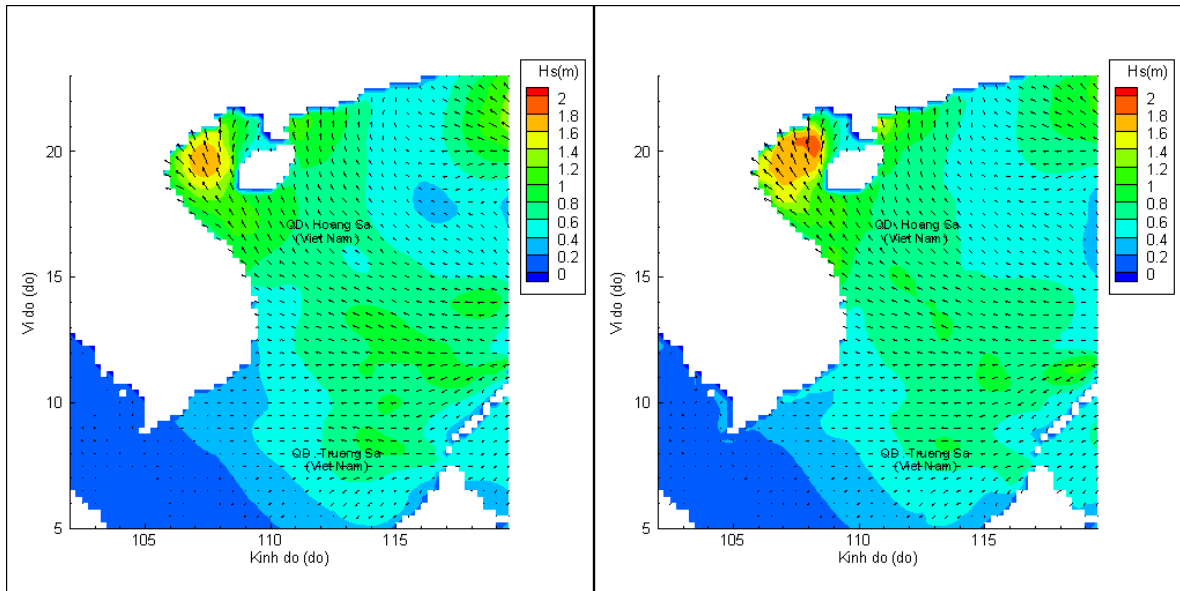 Hs(m)
2
1.8
1.6
1.4
1.2
1
0.8
0.6
0.4
0.2
0
20
15
10
5
Vi do (do)
QD. Hoang Sa
(Viet Nam)
QD. Truong Sa
(Viet Nam)
105
110
115
Kinh do (do)
Hs(m)
2
1.8
1.6
1.4
1.2
1
0.8
0.6
0.4
0.2
0
20
15
10
5
Vi do (do)
QD. Hoang Sa
(Viet Nam)
QD. Truong Sa
(Viet Nam)
105
110
115
Kinh do (do)